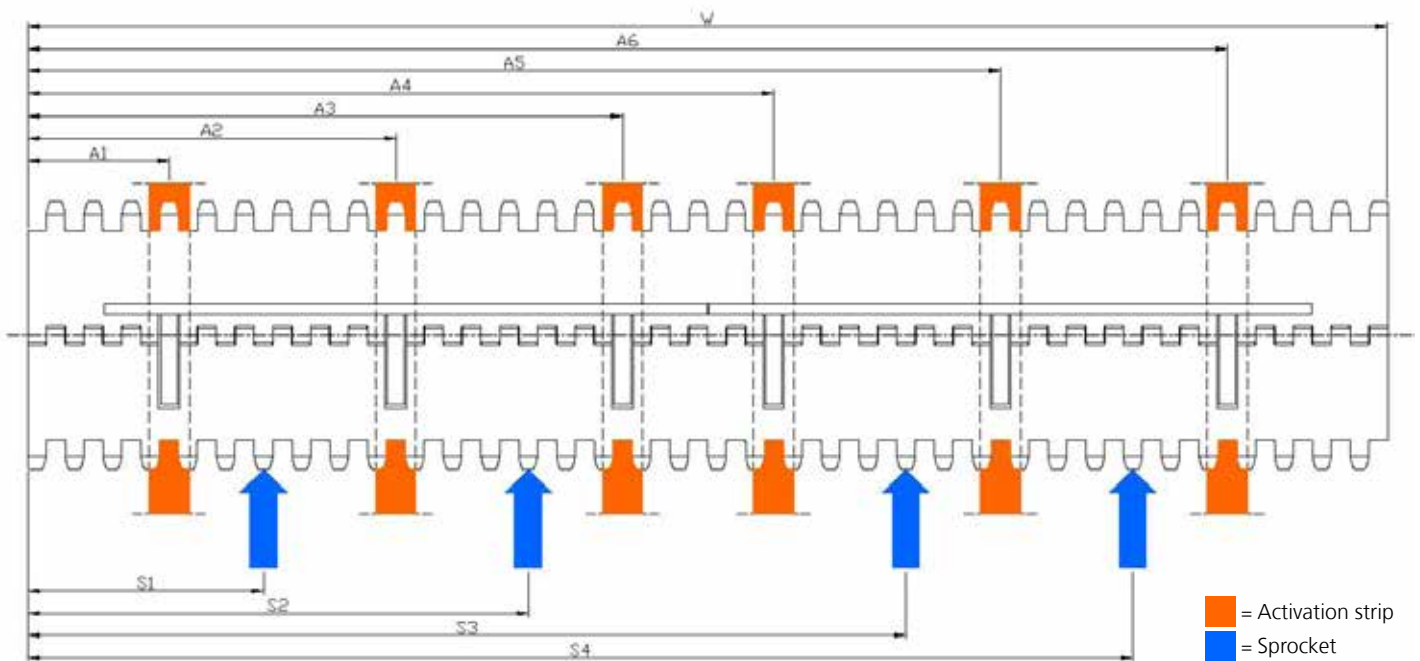 W
A6
A5
A4
A3
A2
A1
S1
S2
S3
S4
= Activation strip
= Sprocket